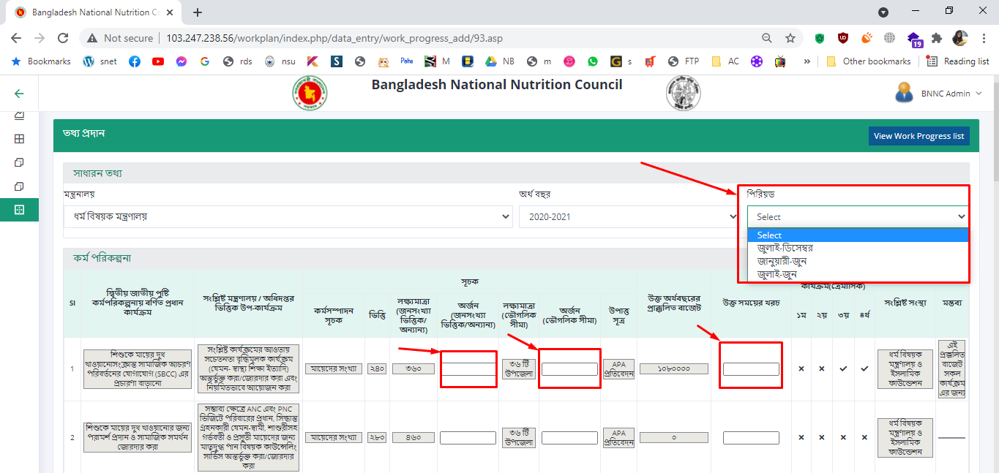 Bangladesh National Nutrition Co
Not secure
103.247.238.56/workplan/index.php/data_entry/work_progress_add/93.asp
19
Bookmarks
snet
rds
nsu
Pehe
M
NB
m
s
FTP
AC
»
Other bookmarks
Reading list
Bangladesh National Nutrition Council
BNNC Admin
তথ্য প্রদান
View Work Progress list
সাধারন তথ্য
মন্ত্রনালয়
অর্থ বছর
পিরিয়ড
ধর্ম বিষয়ক মন্ত্রণালয়
2020-2021
Select
Select
জুলাই-ডিসেম্বর
জানুয়ারী-জুন
জুলাই-জুন
কর্ম পরিকল্পনা
Sl
দ্বিতীয় জাতীয় পুষ্টি
কর্মপরিকল্পনায় বর্ণিত প্রধান
কার্যক্রম
সংশ্লিষ্ট মন্ত্রণালয় / অধিদপ্তর
ভিত্তিক উপ-কার্যক্রম
সূচক
কর্মসম্পাদন
সূচক
ভিত্তি
লক্ষ্যমাত্রা
(জনসংখ্যা
ভিত্তিক/
অন্যান্য)
অর্জন
(জনসংখ্যা
ভিত্তিক/অন্যান্য)
লক্ষ্যমাত্রা
(ভৌগলিক
সীমা)
অর্জন
(ভৌগলিক সীমা)
উপাত্ত
সূত্র
উক্ত অর্থবছরের
প্রাক্কলিত বাজেট
উক্ত সময়ের খরচ
কার্যক্রম(ত্রৈমাসিক)
১ম
২য়
৩য়
৪র্থ
সংশ্লিষ্ট সংস্থা
মন্তব্য
1
শিশুকে মায়ের দুধ
খাওয়ানোসংক্রান্ত সামাজিক আচরণ
পরিবর্তনের যোগাযোগ (SBCC) এর
প্রচারণা বাড়ানো
সংশ্লিষ্ট কার্যক্রমের আওতায়
সচেতনতা বৃদ্ধিমূলক কার্যক্রম
(যেমন- স্বাস্থ্য শিক্ষা ইত্যাদি)
অন্তর্ভুক্ত করা/জোরদার করা এবং
নিয়মিতভাবে আয়োজন করা
মায়েদের সংখ্যা
২৪০
৩৬০
৩৬ টি
উপজেলা
APA
প্রতিবেদন
১০৮০০০০
ধর্ম বিষয়ক
মন্ত্রণালয় ও
ইসলামিক
ফাউন্ডেশন
এই
প্রক্কলিত
বাজেট
সকল
কার্যক্রম
এর জন্য
2
শিশুকে মায়ের দুধ খাওয়ানোর জন্য
পরামর্শ প্রদান ও সামাজিক সমর্থন
জোরদার করা
সম্ভাব্য ক্ষেত্রে ANC এবং PNC
ভিজিটে পরিবারের প্রধান, সিদ্ধান্ত
গ্রহনকারী যেমন-স্বামী, শাশুরীসহ
গর্ভবতী ও প্রসুতী মায়েদের জন্য
মাতৃদুগ্ধ পান বিষয়ক কাউন্সেলিং
সার্ভিস অন্তর্ভুক্ত করা/জোরদার
করা
মায়েদের সংখ্যা
২৮০
৪৬০
৩৬ টি
উপজেলা
APA
প্রতিবেদন
০
ধর্ম বিষয়ক
মন্ত্রণালয় ও
ইসলামিক
ফাউন্ডেশন